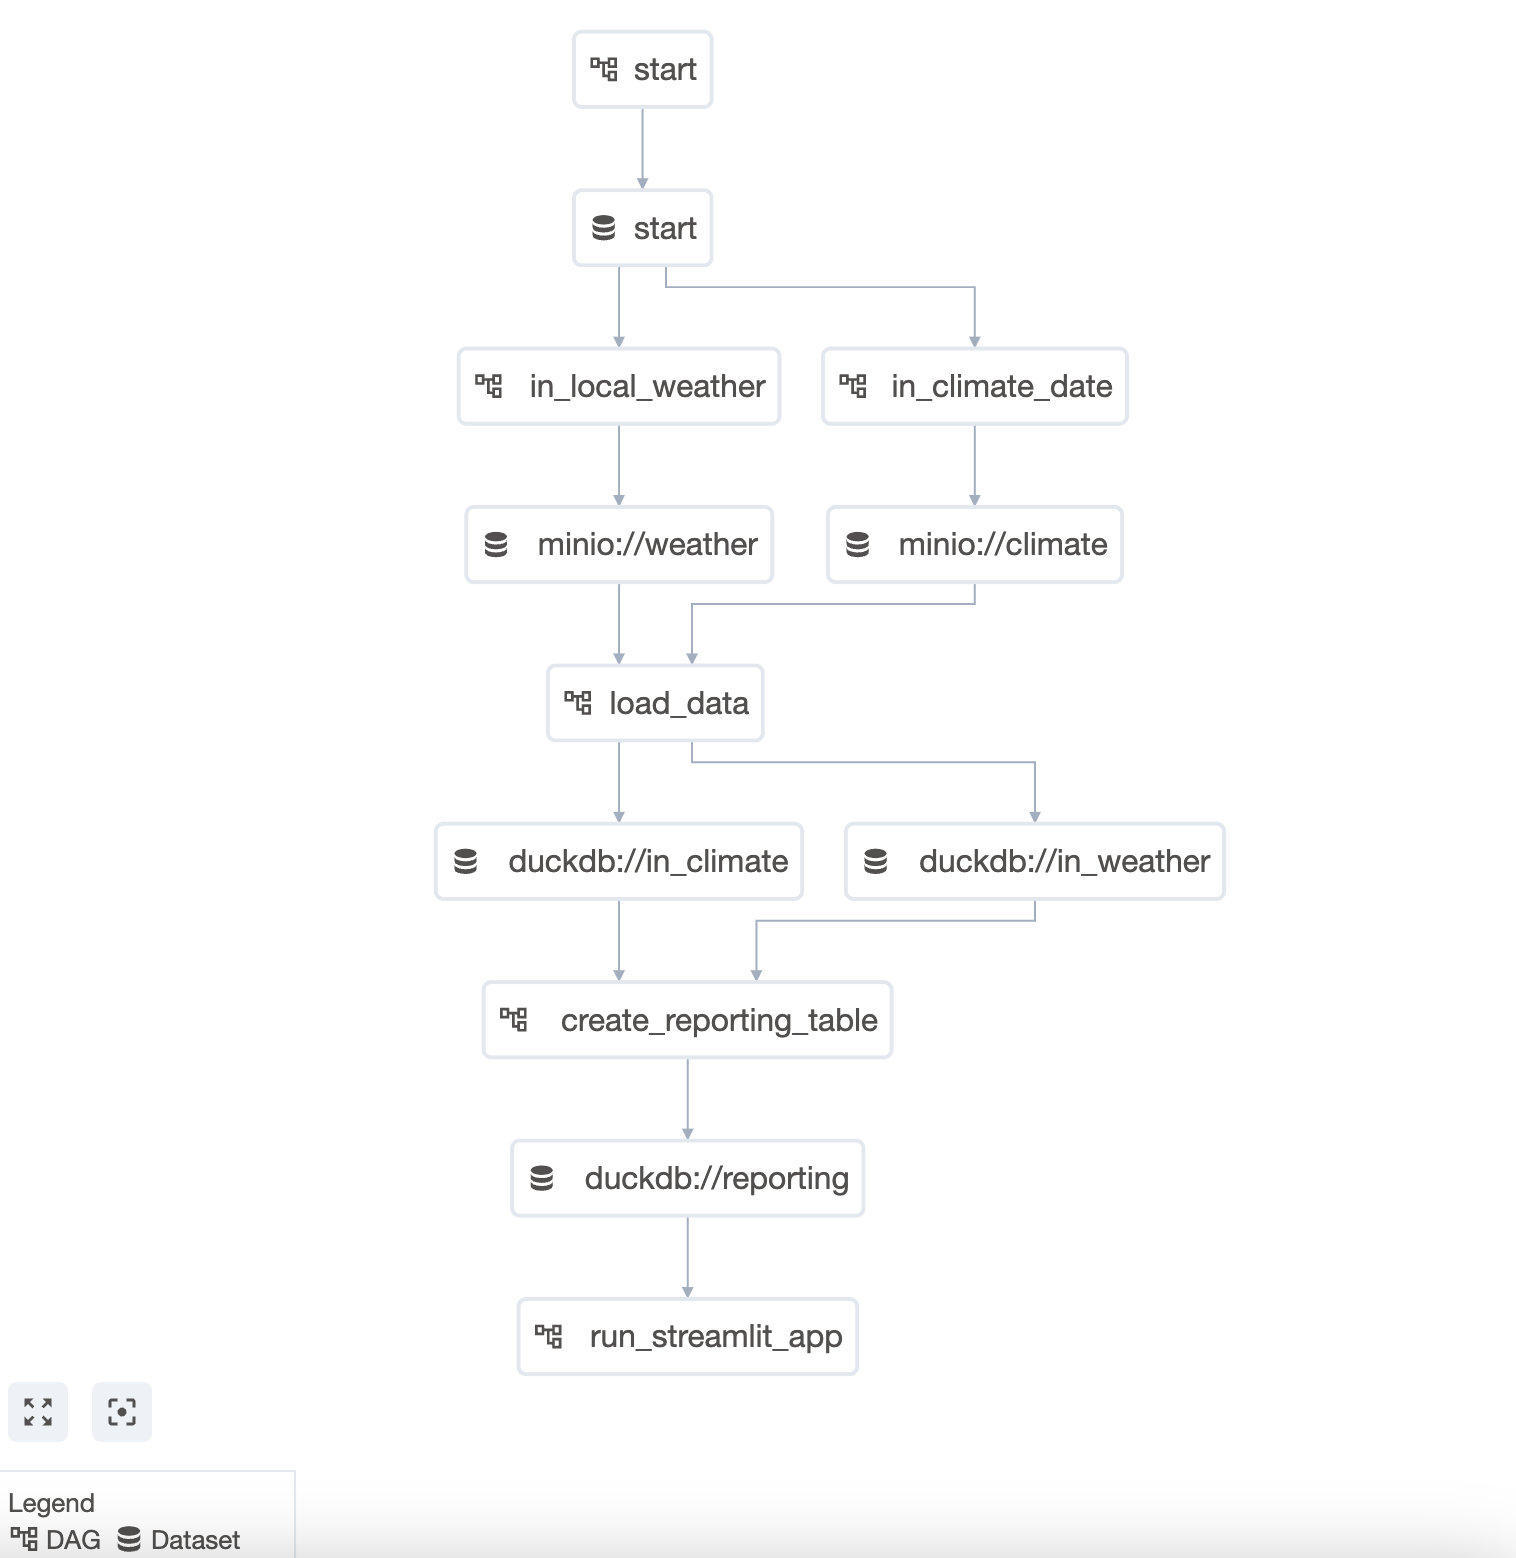 start
start
in_local_weather
in_climate_date
minio://weather
minio://climate
load_data
duckdb://in_climate
duckdb://in_weather
create_reporting_table
duckdb://reporting
run_streamlit_app
Legend
DAG Dataset